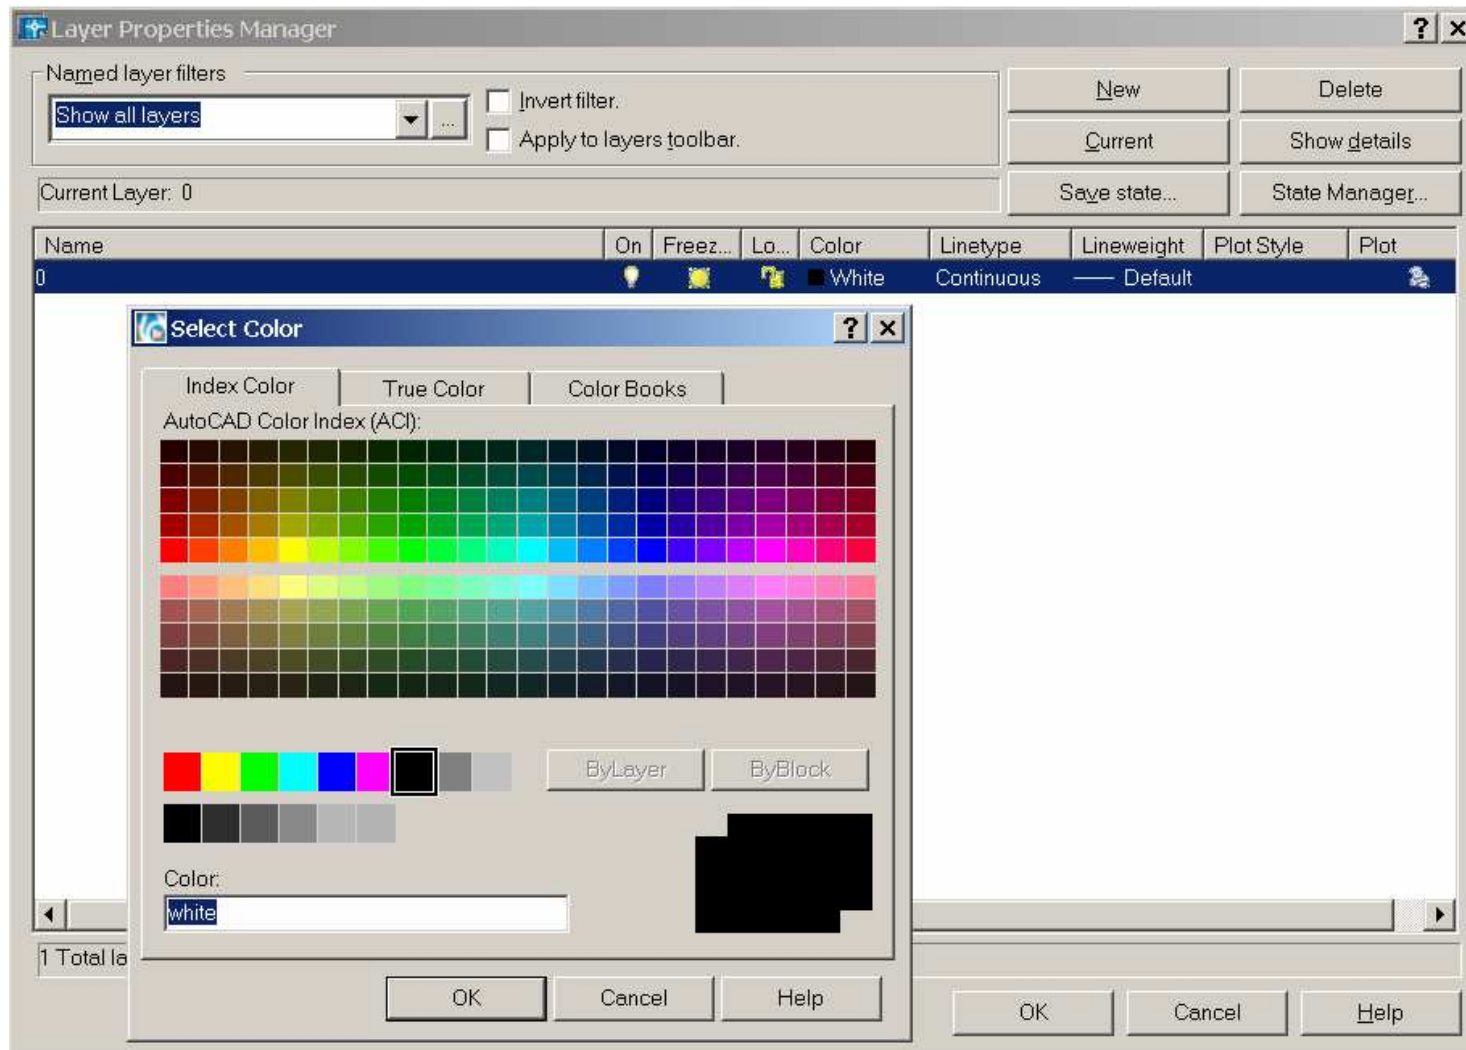 Layer Properties Manager
Named layer filters
Show all layers
...
Invert filter.
Apply to layers toolbar.
New
Delete
Current
Show details
Current Layer: 0
Save state...
State Manager...
Name On Freez... Lo... Color Linetype Lineweight Plot Style Plot
0 White Continuous Default
Select Color
Index Color True Color Color Books
AutoCAD Color Index (ACI):
ByLayer ByBlock
Color:
white
1 Total la
OK Cancel Help
OK Cancel Help